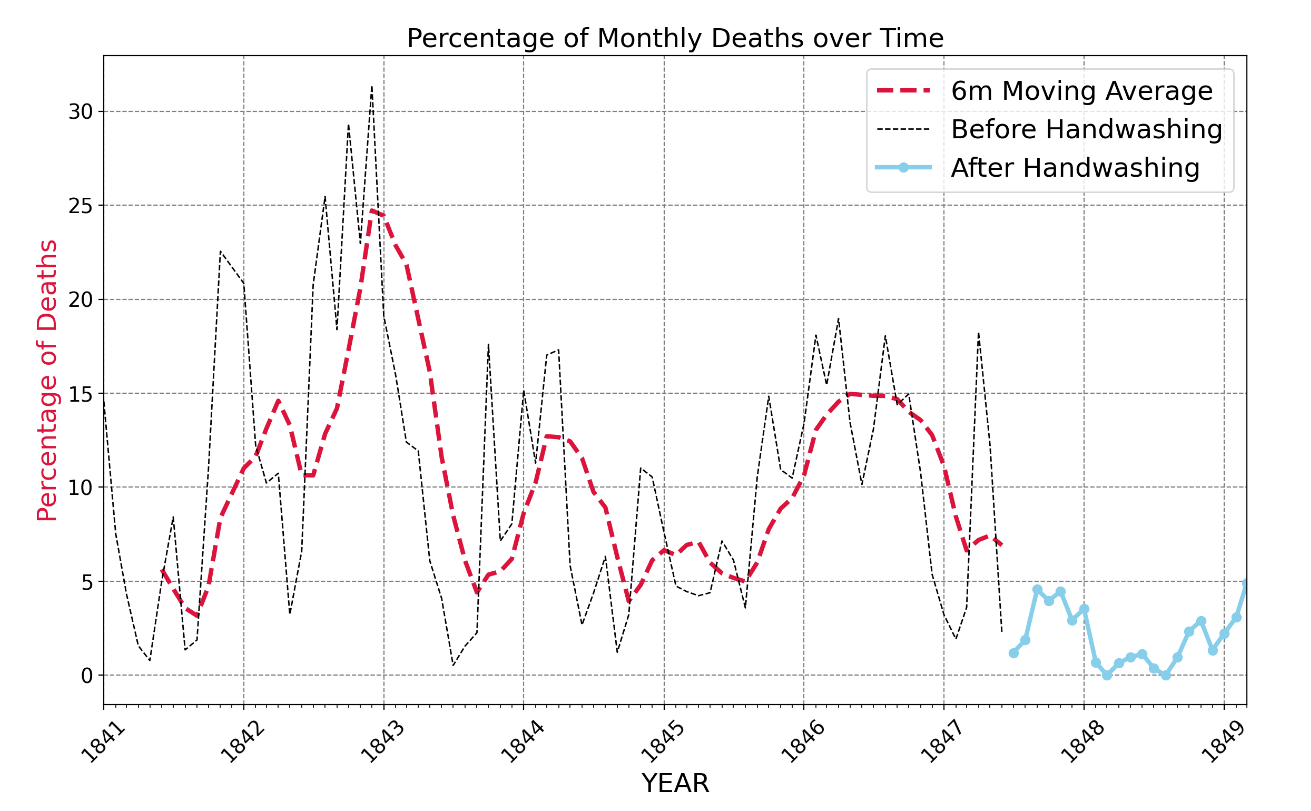 Percentage of Monthly Deaths over Time
6m Moving Average
Before Handwashing
After Handwashing
Percentage of Deaths
30
25
20
15
10
5
0
1841
1842
1843
1844
1845
1846
1847
1848
1849
YEAR